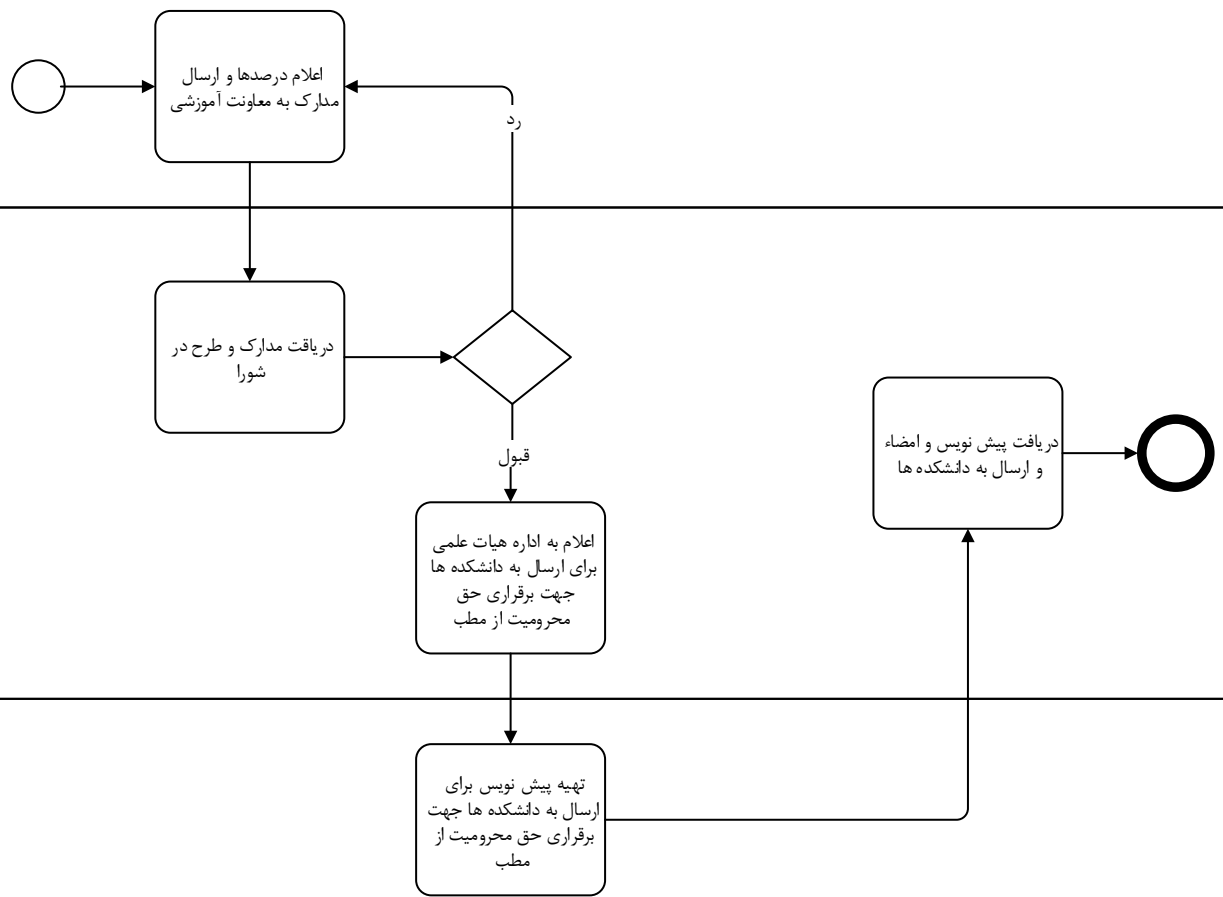 اعلام درصدها و ارسال
مدارک به معاونت آموزشی
رد
دریاقت مدارک و طرح در
شورا
قبول
اعلام به اداره هیات علمی
برای ارسال به دانشکده ها
جهت برقراری حق
محرومیت از مطب
دریافت پیش نویس و امضاء
و ارسال به دانشکده ها
تهیه پیش نویس برای
ارسال به دانشکده ها جهت
برقراری حق محرومیت از
مطب